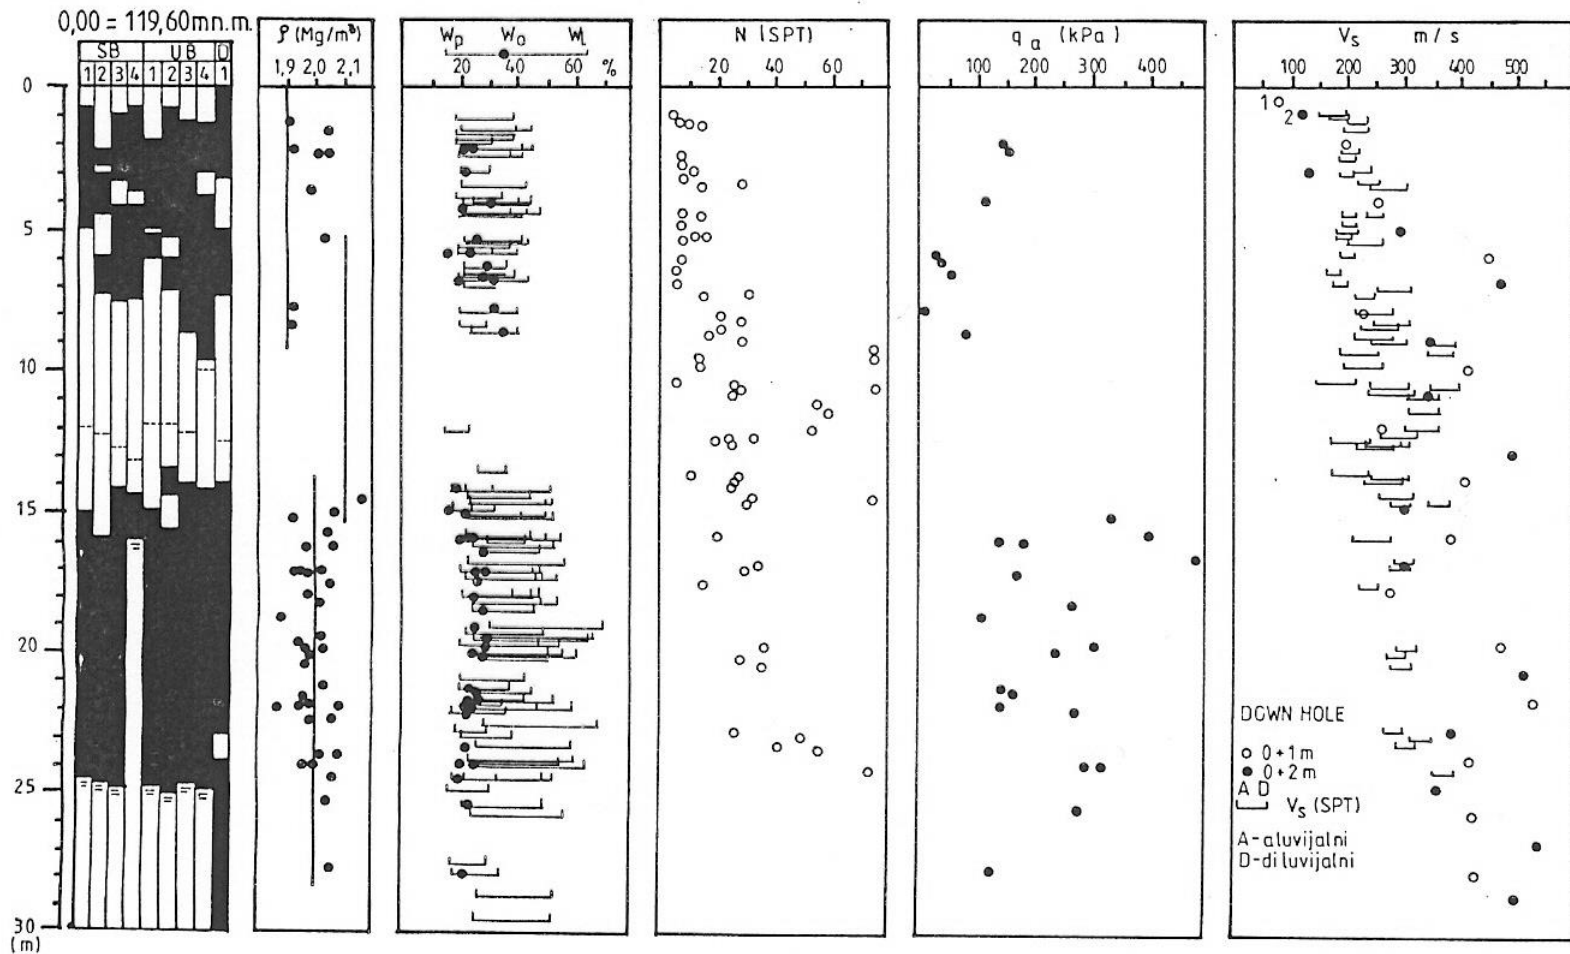 0,00 = 119,60mn.m.
SB UB D
1 2 3 4 1 2 3 4 1
0
5
10
15
20
25
30
(m)
ρ (Mg/m³)
1,9 2,0 2,1
Wp Wo WL
20 40 60 %
N (SPT)
20 40 60
qa (kPa)
100 200 300 400
Vs m/s
100 200 300 400 500
1
2
DOWN HOLE
0+1m
0+2m
A D
Vs (SPT)
A-aluvijalni
D-diluvijalni